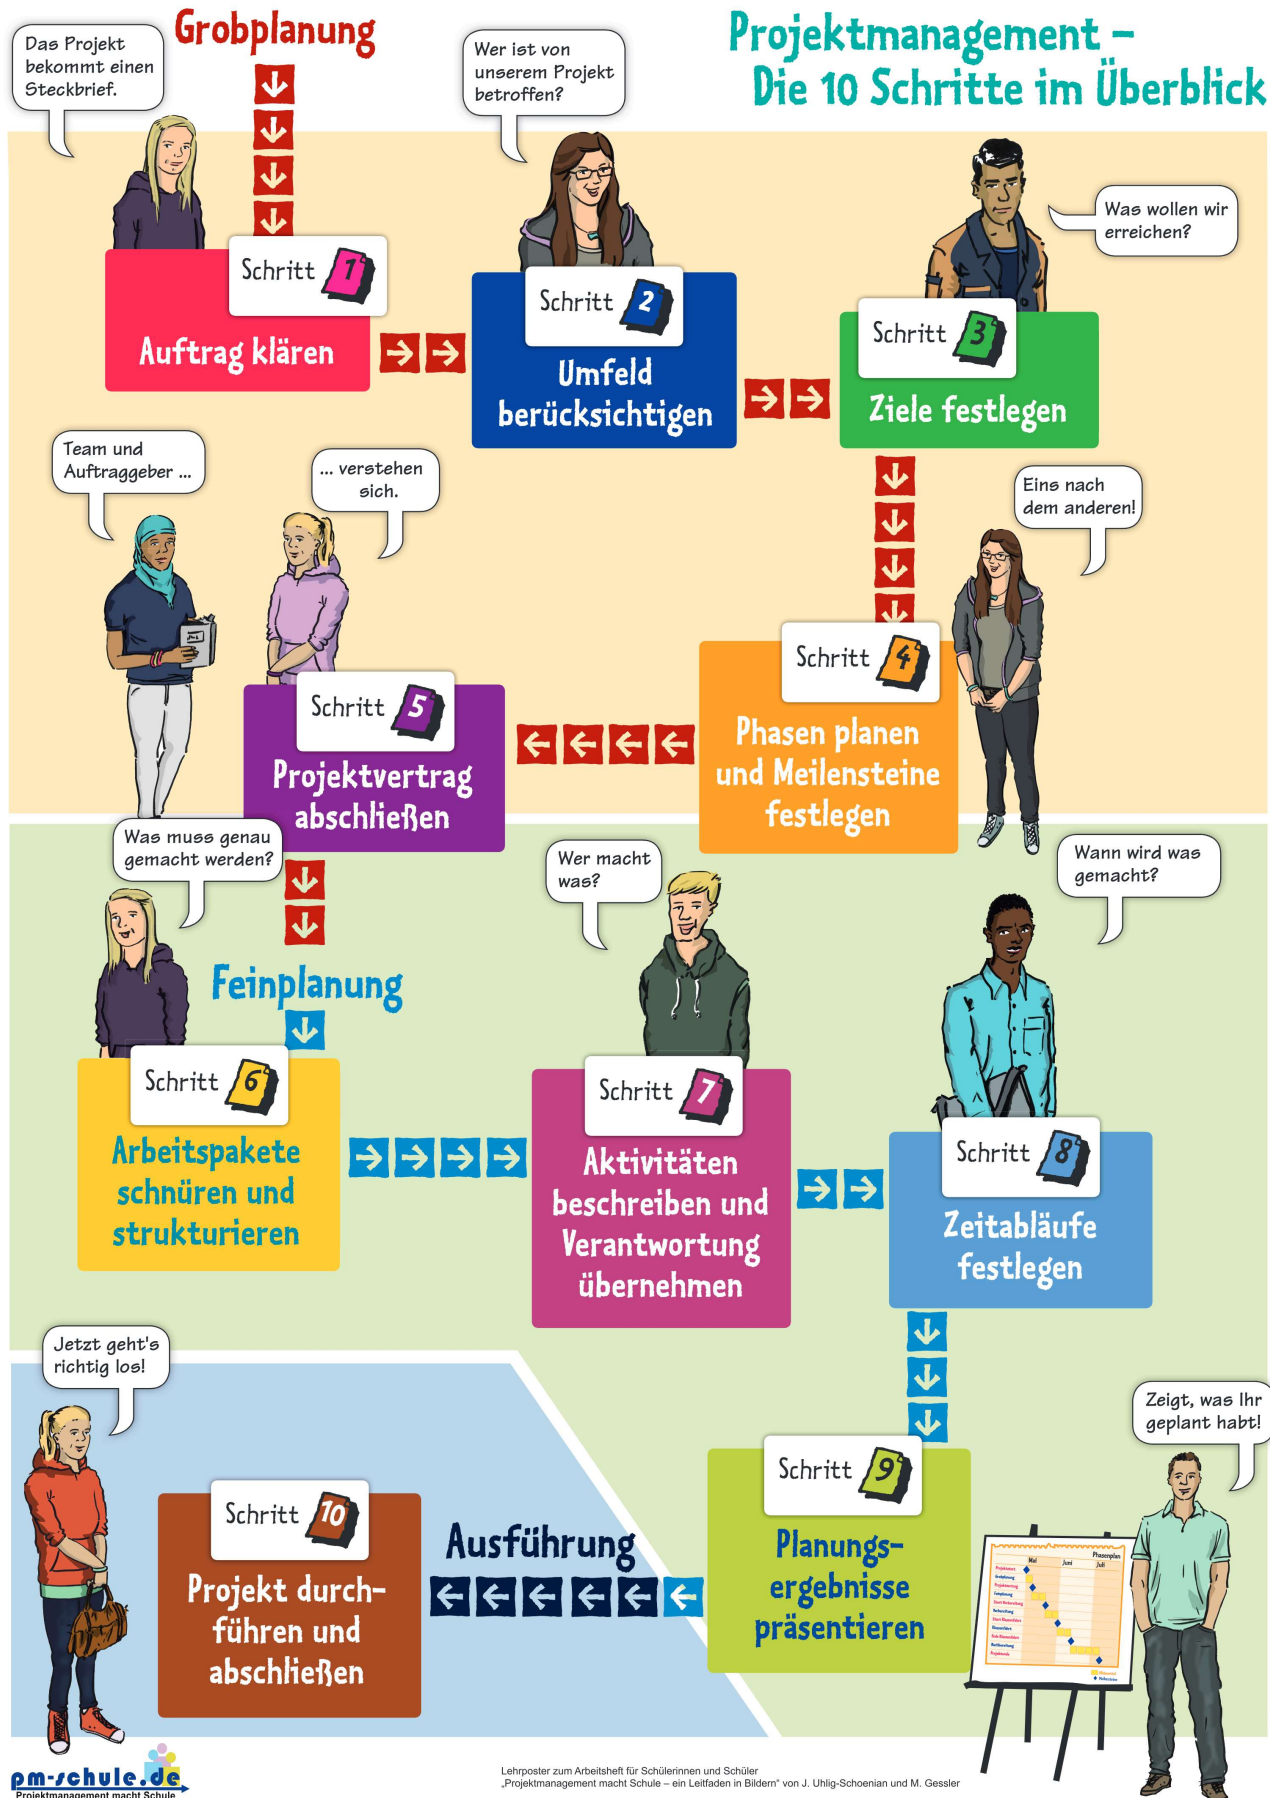 Grobplanung
Projektmanagement –
Die 10 Schritte im Überblick
Das Projekt
bekommt einen
Steckbrief.
Wer ist von
unserem Projekt
betroffen?
Was wollen wir
erreichen?
Schritt 1
Auftrag klären
Schritt 2
Umfeld
berücksichtigen
Schritt 3
Ziele festlegen
Team und
Auftraggeber ...
... verstehen
sich.
Eins nach
dem anderen!
Schritt 4
Phasen planen
und Meilensteine
festlegen
Schritt 5
Projektvertrag
abschließen
Was muss genau
gemacht werden?
Wer macht
was?
Wann wird was
gemacht?
Feinplanung
Schritt 6
Arbeitspakete
schnüren und
strukturieren
Schritt 7
Aktivitäten
beschreiben und
Verantwortung
übernehmen
Schritt 8
Zeitabläufe
festlegen
Jetzt geht's
richtig los!
Zeigt, was Ihr
geplant habt!
Schritt 9
Planungs-
ergebnisse
präsentieren
Ausführung
Schritt 10
Projekt durch-
führen und
abschließen
Phasenplan
Mai Juni Juli
pm-schule.de
Projektmanagement macht Schule
Lehrposter zum Arbeitsheft für Schülerinnen und Schüler
„Projektmanagement macht Schule – ein Leitfaden in Bildern" von J. Uhlig-Schoenian und M. Gessler